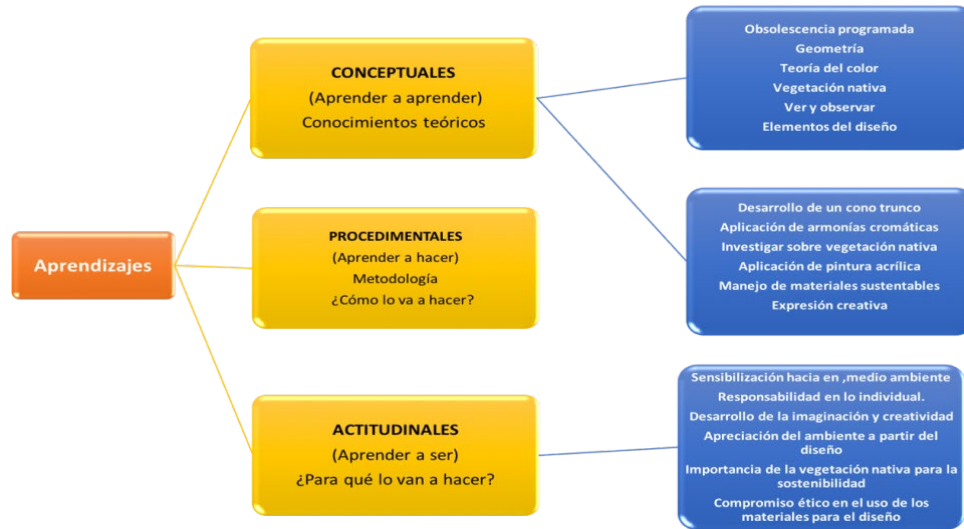 Aprendizajes
CONCEPTUALES
(Aprender a aprender)
Conocimientos teóricos
PROCEDIMENTALES
(Aprender a hacer)
Metodología
¿Cómo lo va a hacer?
ACTITUDINALES
(Aprender a ser)
¿Para qué lo van a hacer?
Obsolescencia programada
Geometría
Teoría del color
Vegetación nativa
Ver y observar
Elementos del diseño
Desarrollo de un cono trunco
Aplicación de armonías cromáticas
Investigar sobre vegetación nativa
Aplicación de pintura acrílica
Manejo de materiales sustentables
Expresión creativa
Sensibilización hacia en ,medio ambiente
Responsabilidad en lo individual.
Desarrollo de la imaginación y creatividad
Apreciación del ambiente a partir del
diseño
Importancia de la vegetación nativa para la
sostenibilidad
Compromiso ético en el uso de los
materiales para el diseño